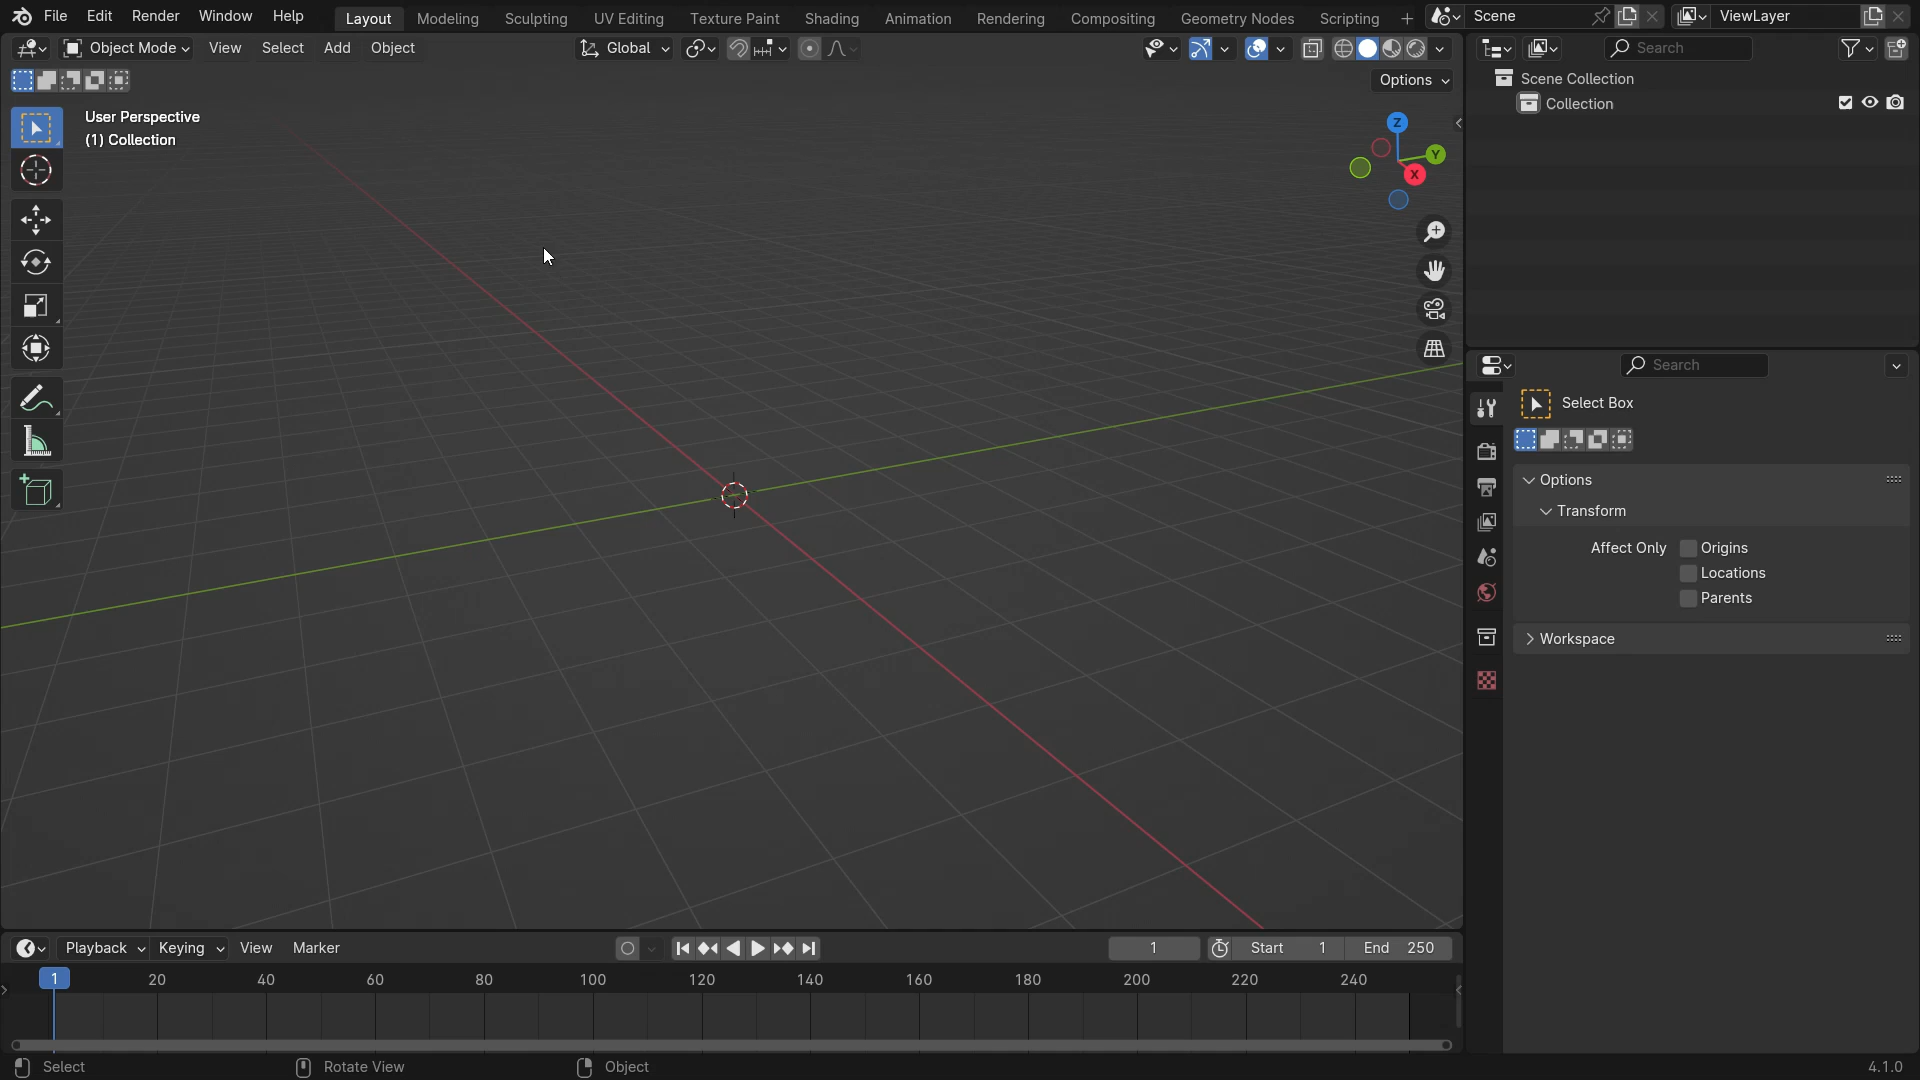 File Edit Render Window Help Layout Modeling Sculpting UV Editing Texture Paint Shading Animation Rendering Compositing Geometry Nodes Scripting + Scene ViewLayer
Object Mode View Select Add Object Global Search
Options
User Perspective
(1) Collection
Z
Y
X
Scene Collection
Collection
Search
Select Box
Options
Transform
Affect Only Origins
Locations
Parents
Workspace
Playback Keying View Marker 1 Start 1 End 250
1 20 40 60 80 100 120 140 160 180 200 220 240
Select Rotate View Object 4.1.0